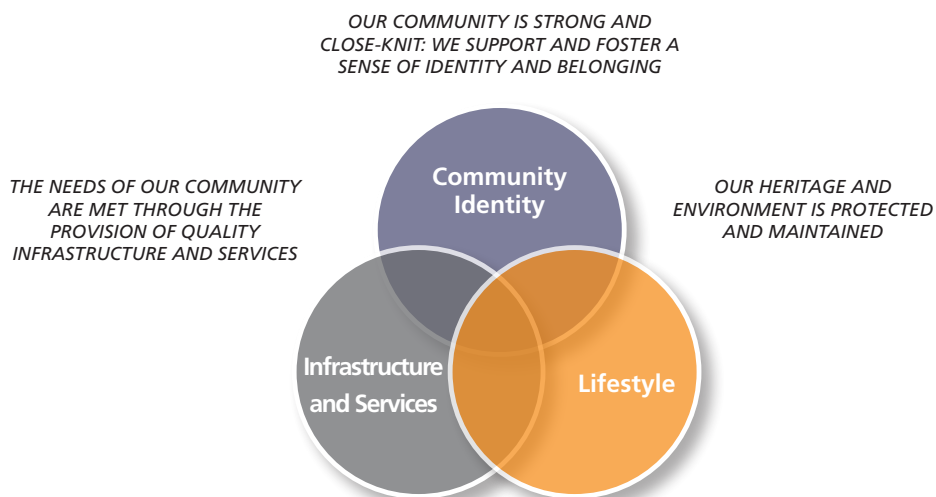 OUR COMMUNITY IS STRONG AND
CLOSE-KNIT: WE SUPPORT AND FOSTER A
SENSE OF IDENTITY AND BELONGING
THE NEEDS OF OUR COMMUNITY
ARE MET THROUGH THE
PROVISION OF QUALITY
INFRASTRUCTURE AND SERVICES
Community
Identity
OUR HERITAGE AND
ENVIRONMENT IS PROTECTED
AND MAINTAINED
Infrastructure
and Services
Lifestyle